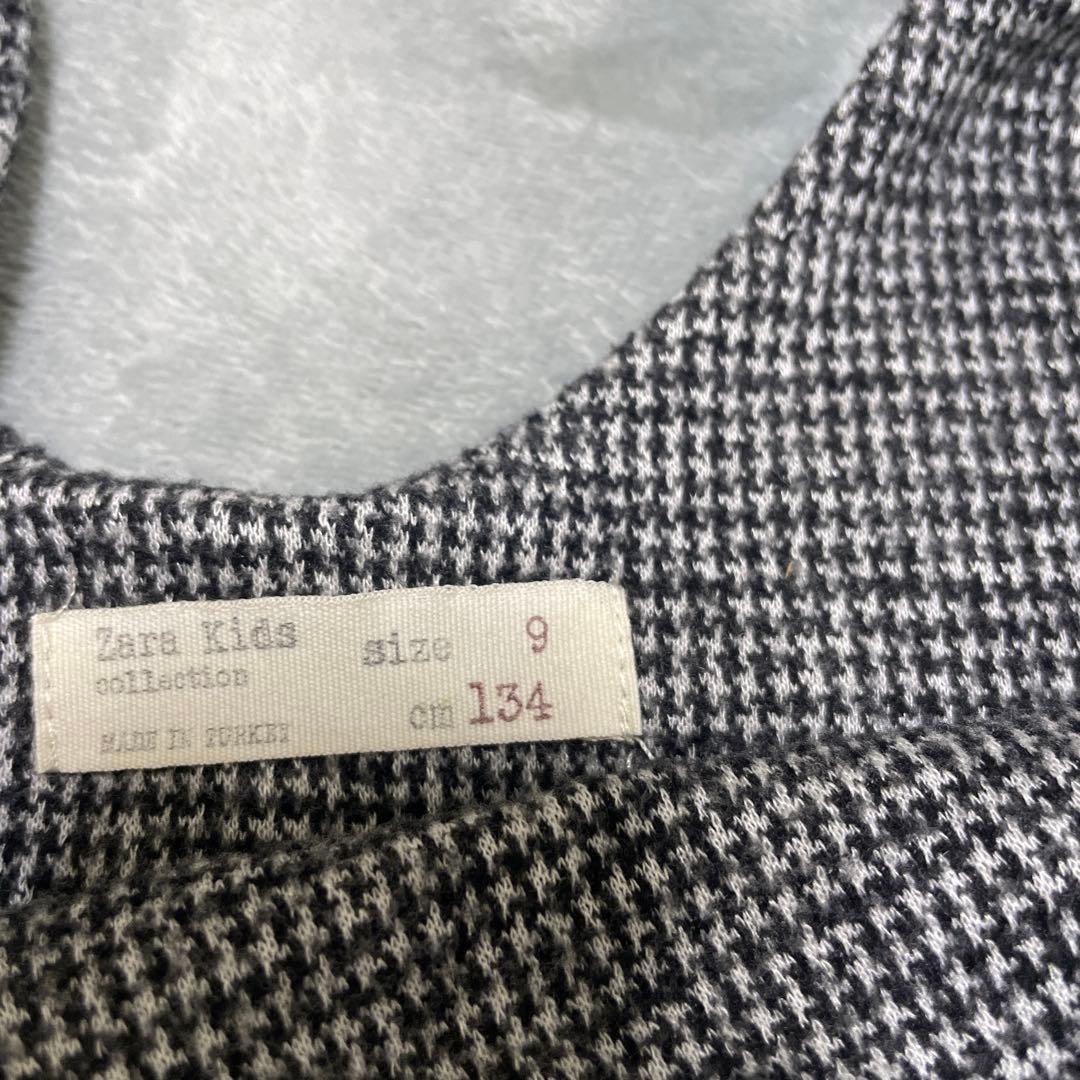 Zara Kids size 9
collection
cm 134
MADE IN TURKEY